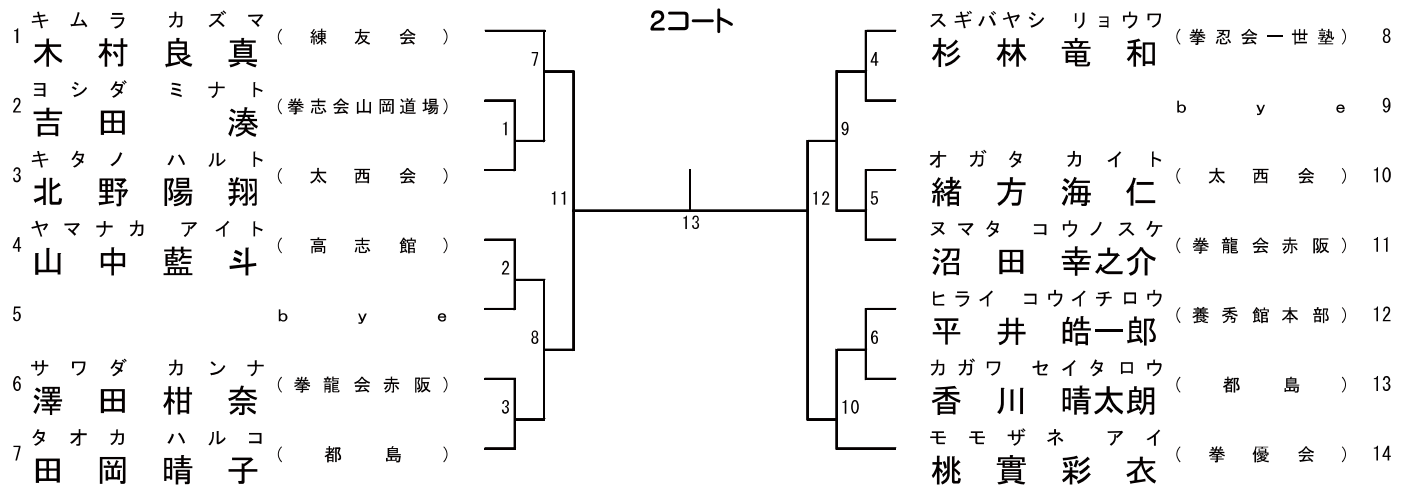 2コート
キムラ カズマ
1 木村良真 (練友会)
ヨシダ ミナト
2 吉田 湊 (拳志会山岡道場)
キタノ ハルト
3 北野陽翔 (太西会)
ヤマナカ アイト
4 山中藍斗 (高志館)
5 bye
サワダ カンナ
6 澤田柑奈 (拳龍会赤阪)
タオカ ハルコ
7 田岡晴子 (都島)
7
1
11
2
8
3
13
4
9
12
5
6
10
スギバヤシ リョウワ
杉林竜和 (拳忍会一世塾) 8
bye 9
オガタ カイト
緒方海仁 (太西会) 10
ヌマタ コウノスケ
沼田幸之介 (拳龍会赤阪) 11
ヒライ コウイチロウ
平井皓一郎 (養秀館本部) 12
カガワ セイタロウ
香川晴太朗 (都島) 13
モモザネ アイ
桃實彩衣 (拳優会) 14